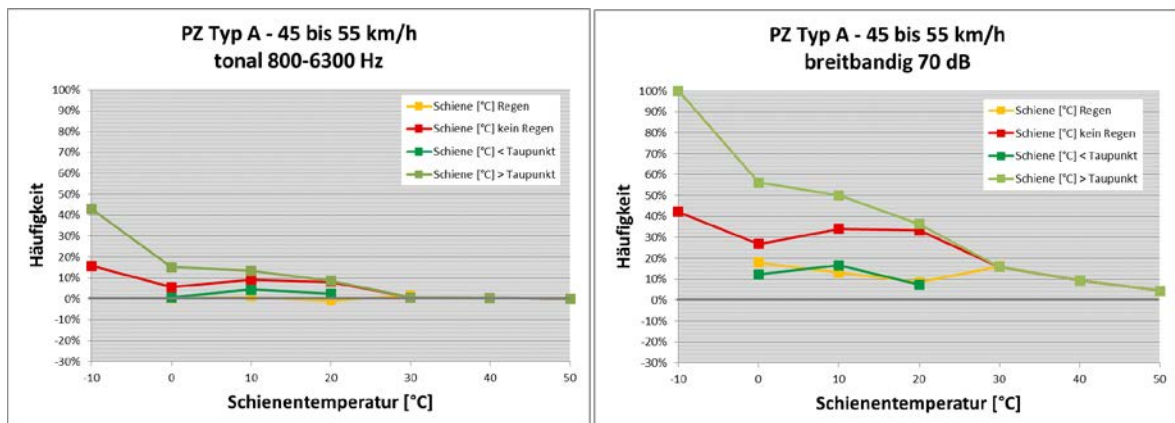 PZ Typ A - 45 bis 55 km/h
tonal 800-6300 Hz
100%
90%
80%
70%
60%
50%
40%
30%
20%
10%
0%
-10%
-20%
-30%
Häufigkeit
Schiene [°C] Regen
Schiene [°C] kein Regen
Schiene [°C] < Taupunkt
Schiene [°C] > Taupunkt
-10 0 10 20 30 40 50
Schienentemperatur [°C]
PZ Typ A - 45 bis 55 km/h
breitbandig 70 dB
100%
90%
80%
70%
60%
50%
40%
30%
20%
10%
0%
-10%
-20%
-30%
Häufigkeit
Schiene [°C] Regen
Schiene [°C] kein Regen
Schiene [°C] < Taupunkt
Schiene [°C] > Taupunkt
-10 0 10 20 30 40 50
Schienentemperatur [°C]